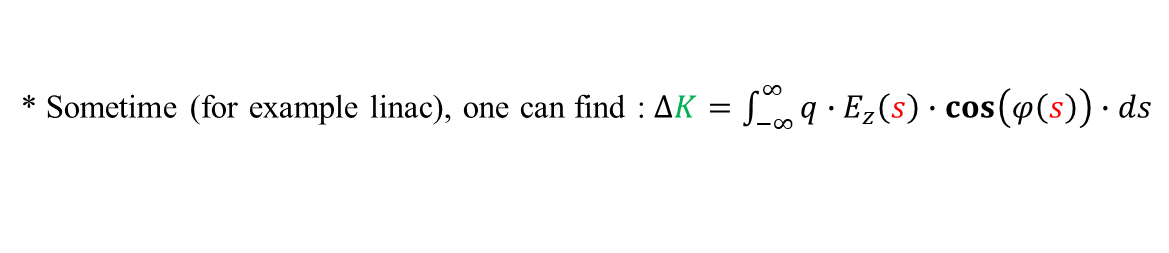 * Sometime (for example linac), one can find : Δ𝐾 = ∫_{-∞}^{∞} 𝑞 · 𝐸_𝑧(𝑠) · 𝐜𝐨𝐬(𝜑(𝑠)) · 𝑑𝑠